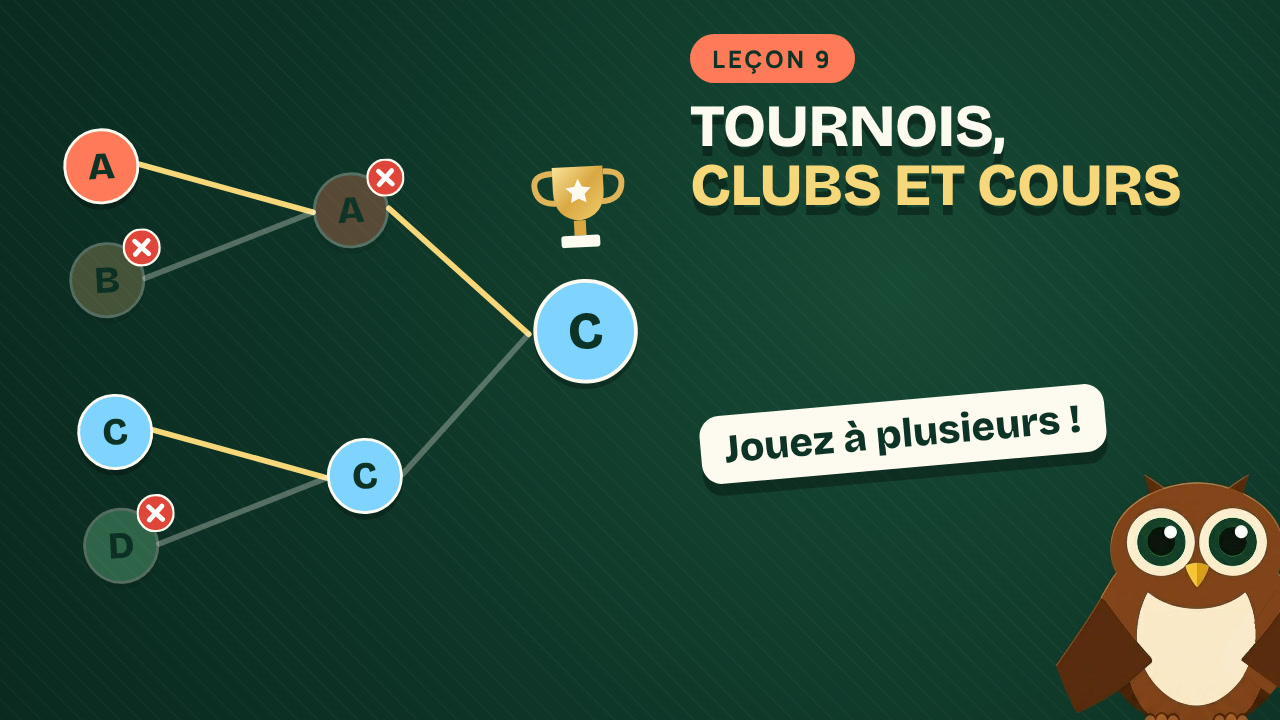 LEÇON 9
TOURNOIS,
CLUBS ET COURS
A
A
B
C
C
C
D
Jouez à plusieurs !